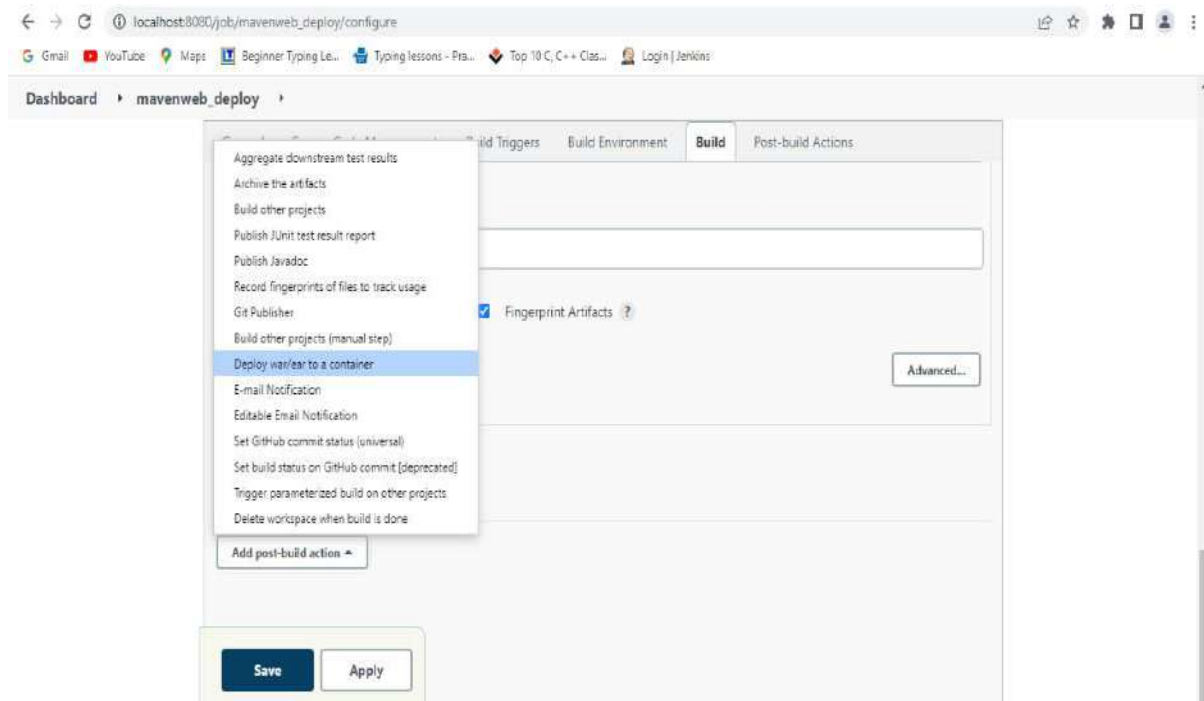 localhost:8080/job/mavenweb_deploy/configure
Gmail YouTube Maps Beginner Typing Le... Typing lessons - Pra... Top 10 C, C++ Clas... Login | Jenkins
Dashboard mavenweb_deploy
Build Environment Build Post-build Actions
Aggregate downstream test results
Archive the artifacts
Build other projects
Publish JUnit test result report
Publish Javadoc
Record fingerprints of files to track usage
Git Publisher
Fingerprint Artifacts ?
Build other projects (manual step)
Deploy war/ear to a container
Advanced...
E-mail Notification
Editable Email Notification
Set GitHub commit status (universal)
Set build status on GitHub commit [deprecated]
Trigger parameterized build on other projects
Delete workspace when build is done
Add post-build action
Save Apply